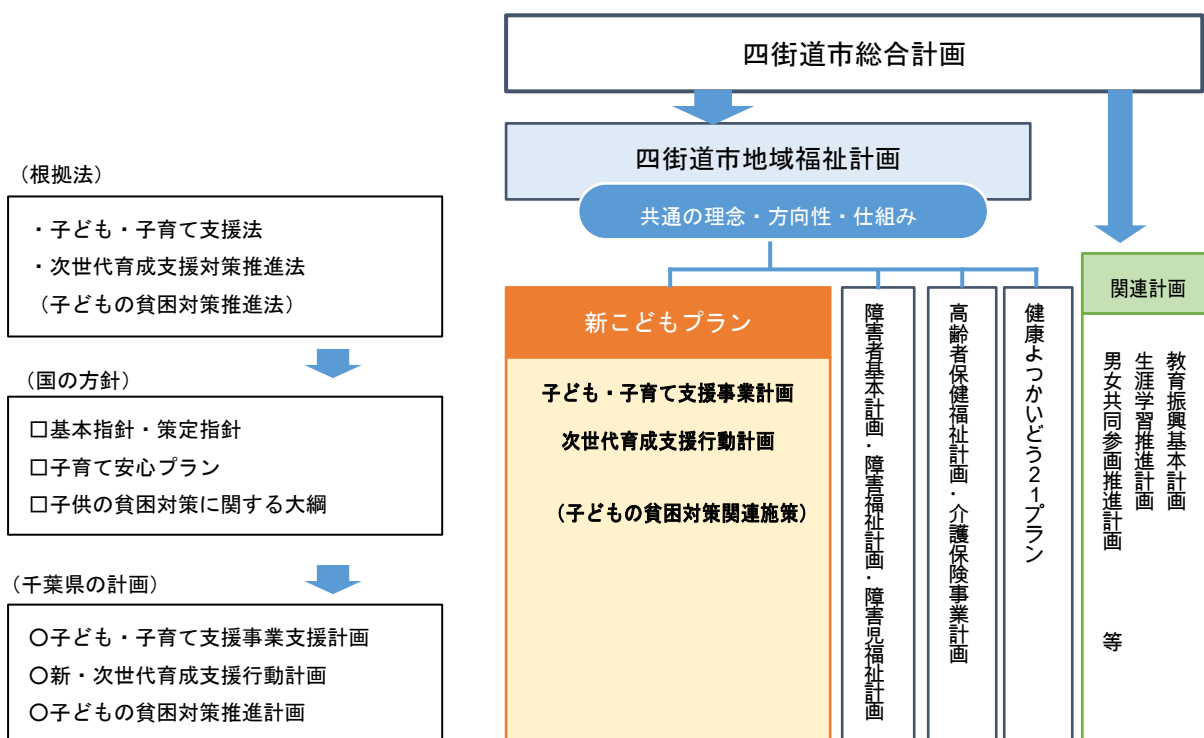 四街道市総合計画
四街道市地域福祉計画
共通の理念・方向性・仕組み
（根拠法）
・子ども・子育て支援法
・次世代育成支援対策推進法
（子どもの貧困対策推進法）
（国の方針）
□基本指針・策定指針
□子育て安心プラン
□子供の貧困対策に関する大綱
（千葉県の計画）
○子ども・子育て支援事業支援計画
○新・次世代育成支援行動計画
○子どもの貧困対策推進計画
新こどもプラン
子ども・子育て支援事業計画
次世代育成支援行動計画
（子どもの貧困対策関連施策）
障害者基本計画・障害福祉計画・障害児福祉計画
高齢者保健福祉計画・介護保険事業計画
健康よつかいどう２１プラン
関連計画
教育振興基本計画
生涯学習推進計画
男女共同参画推進計画　　等